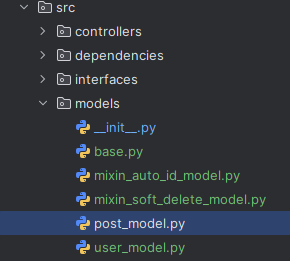 src
controllers
dependencies
interfaces
models
__init__.py
base.py
mixin_auto_id_model.py
mixin_soft_delete_model.py
post_model.py
user_model.py